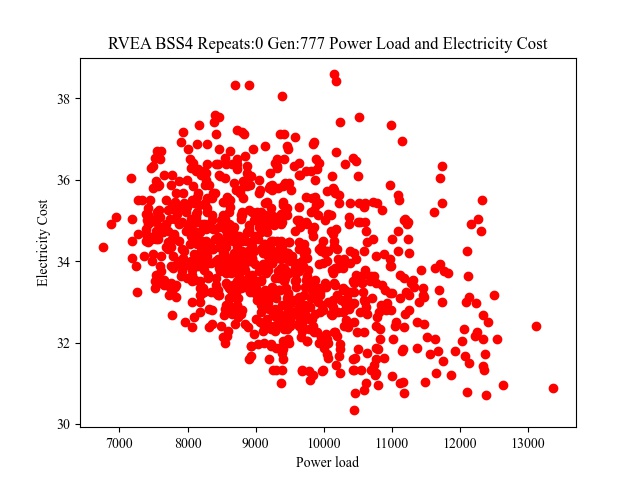 RVEA BSS4 Repeats:0 Gen:777 Power Load and Electricity Cost
38
36
34
32
30
Electricity Cost
7000 8000 9000 10000 11000 12000 13000
Power load